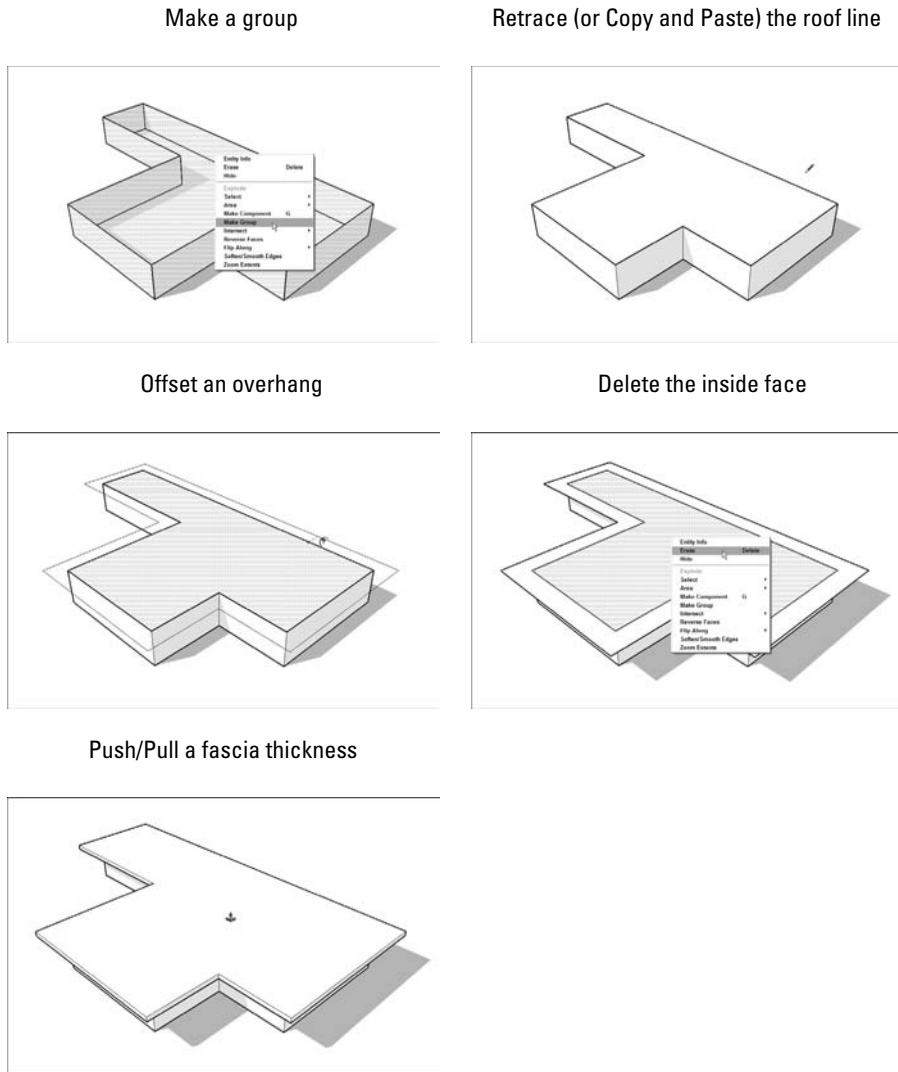 Make a group
Retrace (or Copy and Paste) the roof line
Entity Info
Erase Delete
Hide
Explode
Select
Area
Make Component G
Make Group
Intersect
Reverse Faces
Flip Along
Soften/Smooth Edges
Zoom Extents
Offset an overhang
Delete the inside face
Entity Info
Erase Delete
Hide
Explode
Select
Area
Make Component G
Make Group
Intersect
Reverse Faces
Flip Along
Soften/Smooth Edges
Zoom Extents
Push/Pull a fascia thickness